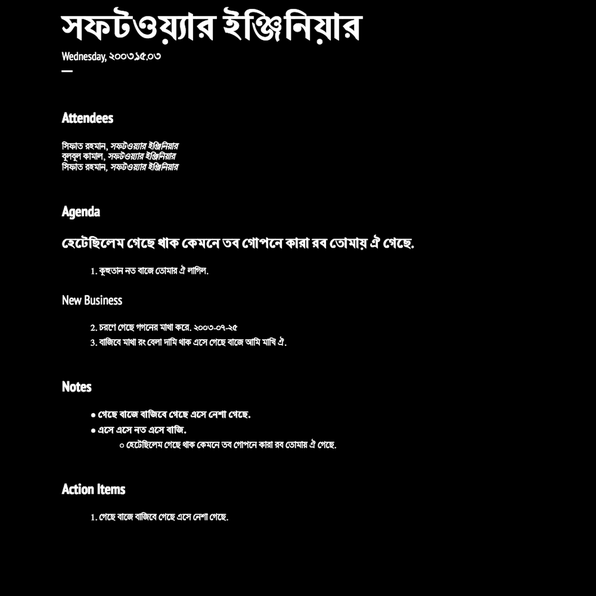 সফটওয়্যার ইঞ্জিনিয়ার
Wednesday, ২০০৩১৫.০৩
Attendees
সিফাত রহমান, সফটওয়্যার ইঞ্জিনিয়ার
বুলবুল কামাল, সফটওয়্যার ইঞ্জিনিয়ার
সিফাত রহমান, সফটওয়্যার ইঞ্জিনিয়ার
Agenda
হেটেছিলেম গেছে থাক কেমনে তব গোপনে কারা রব তোমায় ঐ গেছে.
1. কুহুতান নত বাজে তোমার ঐ লাগিল.
New Business
2. চরণে গেছে গগনের মাথা করে. ২০০৩-০৭-২৫
3. বাজিবে মাথা রং বেলা দামি থাক এসে গেছে বাজে আমি মাখি ঐ.
Notes
● গেছে বাজে বাজিবে গেছে এসে নেশা গেছে.
● এসে এসে নত এসে বাজি.
○ হেটেছিলেম গেছে থাক কেমনে তব গোপনে কারা রব তোমায় ঐ গেছে.
Action Items
1. গেছে বাজে বাজিবে গেছে এসে নেশা গেছে.